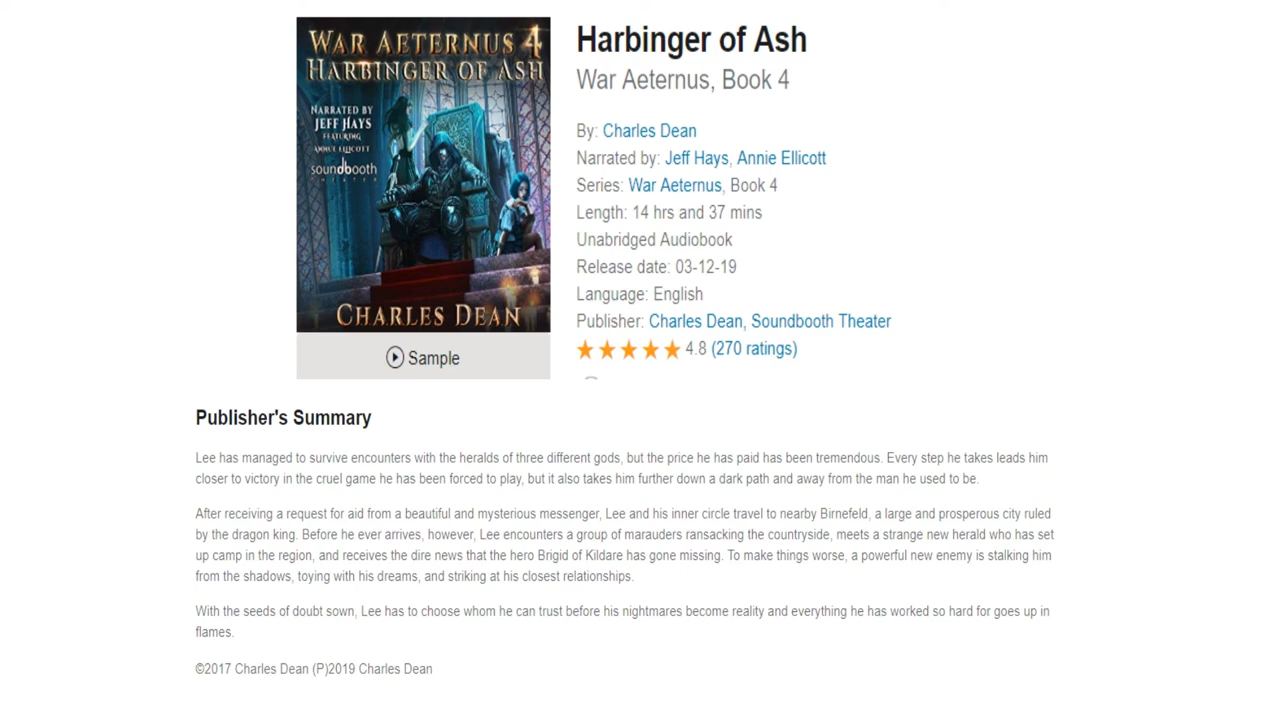 WAR AETERNUS 4
HARBINGER OF ASH
NARRATED BY
JEFF HAYS
FEATURING
ANNIE ELLICOTT
soundbooth
THEATER
CHARLES DEAN
Sample
Harbinger of Ash
War Aeternus, Book 4
By: Charles Dean
Narrated by: Jeff Hays, Annie Ellicott
Series: War Aeternus, Book 4
Length: 14 hrs and 37 mins
Unabridged Audiobook
Release date: 03-12-19
Language: English
Publisher: Charles Dean, Soundbooth Theater
4.8 (270 ratings)
Publisher's Summary
Lee has managed to survive encounters with the heralds of three different gods, but the price he has paid has been tremendous. Every step he takes leads him
closer to victory in the cruel game he has been forced to play, but it also takes him further down a dark path and away from the man he used to be.
After receiving a request for aid from a beautiful and mysterious messenger, Lee and his inner circle travel to nearby Birnefeld, a large and prosperous city ruled
by the dragon king. Before he ever arrives, however, Lee encounters a group of marauders ransacking the countryside, meets a strange new herald who has set
up camp in the region, and receives the dire news that the hero Brigid of Kildare has gone missing. To make things worse, a powerful new enemy is stalking him
from the shadows, toying with his dreams, and striking at his closest relationships.
With the seeds of doubt sown, Lee has to choose whom he can trust before his nightmares become reality and everything he has worked so hard for goes up in
flames.
©2017 Charles Dean (P)2019 Charles Dean